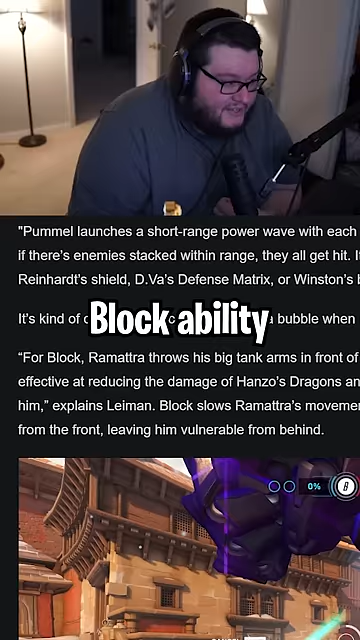 "Pummel launches a short-range power wave with each
if there's enemies stacked within range, they all get hit. I
Reinhardt's shield, D.Va's Defense Matrix, or Winston's
It's kind of a bubble when
Block ability
"For Block, Ramattra throws his big tank arms in front of
effective at reducing the damage of Hanzo's Dragons an
him," explains Leiman. Block slows Ramattra's moveme
from the front, leaving him vulnerable from behind.
0%